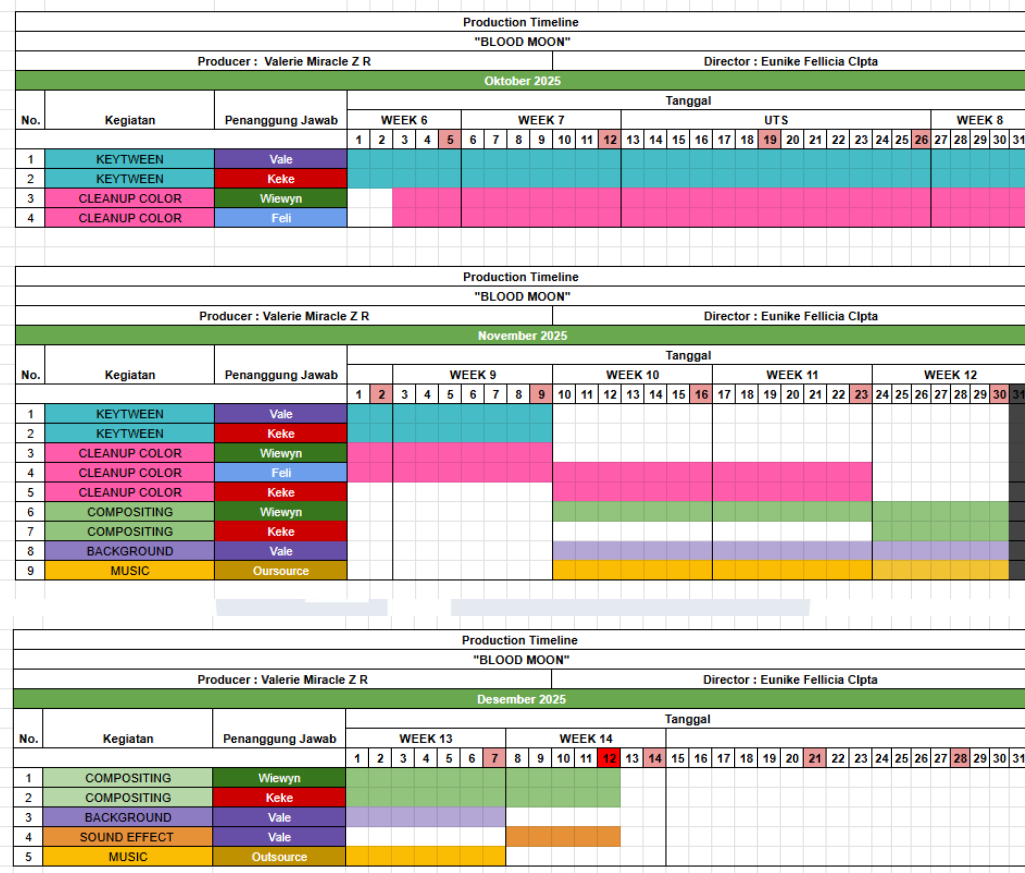 Production Timeline
"BLOOD MOON"
Producer : Valerie Miracle Z R Director : Eunike Fellicia CIpta
Oktober 2025
Tanggal
No. Kegiatan Penanggung Jawab WEEK 6 WEEK 7 UTS WEEK 8
1 2 3 4 5 6 7 8 9 10 11 12 13 14 15 16 17 18 19 20 21 22 23 24 25 26 27 28 29 30 31
1 KEYTWEEN Vale
2 KEYTWEEN Keke
3 CLEANUP COLOR Wiewyn
4 CLEANUP COLOR Feli
Production Timeline
"BLOOD MOON"
Producer : Valerie Miracle Z R Director : Eunike Fellicia CIpta
November 2025
Tanggal
No. Kegiatan Penanggung Jawab WEEK 9 WEEK 10 WEEK 11 WEEK 12
1 2 3 4 5 6 7 8 9 10 11 12 13 14 15 16 17 18 19 20 21 22 23 24 25 26 27 28 29 30 31
1 KEYTWEEN Vale
2 KEYTWEEN Keke
3 CLEANUP COLOR Wiewyn
4 CLEANUP COLOR Feli
5 CLEANUP COLOR Keke
6 COMPOSITING Wiewyn
7 COMPOSITING Keke
8 BACKGROUND Vale
9 MUSIC Oursource
Production Timeline
"BLOOD MOON"
Producer : Valerie Miracle Z R Director : Eunike Fellicia CIpta
Desember 2025
Tanggal
No. Kegiatan Penanggung Jawab WEEK 13 WEEK 14
1 2 3 4 5 6 7 8 9 10 11 12 13 14 15 16 17 18 19 20 21 22 23 24 25 26 27 28 29 30 31
1 COMPOSITING Wiewyn
2 COMPOSITING Keke
3 BACKGROUND Vale
4 SOUND EFFECT Vale
5 MUSIC Outsource